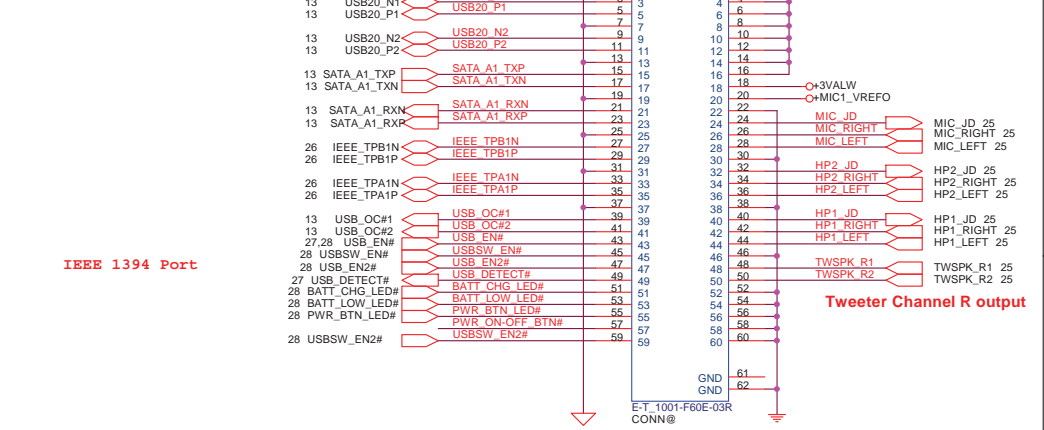 13 USB20_N1 3 3 4 4
13 USB20_P1 USB20_P1 5 5 6 6
7 7 8 8
13 USB20_N2 USB20_N2 9 9 10 10
13 USB20_P2 USB20_P2 11 11 12 12
13 13 14 14
13 SATA_A1_TXP SATA_A1_TXP 15 15 16 16
13 SATA_A1_TXN SATA_A1_TXN 17 17 18 18 +3VALW
19 19 20 20 +MIC1_VREFO
13 SATA_A1_RXN SATA_A1_RXN 21 21 22 22
13 SATA_A1_RXP SATA_A1_RXP 23 23 24 24 MIC_JD MIC_JD 25
25 25 26 26 MIC_RIGHT MIC_RIGHT 25
26 IEEE_TPB1N IEEE_TPB1N 27 27 28 28 MIC_LEFT MIC_LEFT 25
26 IEEE_TPB1P IEEE_TPB1P 29 29 30 30
31 31 32 32 HP2_JD HP2_JD 25
26 IEEE_TPA1N IEEE_TPA1N 33 33 34 34 HP2_RIGHT HP2_RIGHT 25
26 IEEE_TPA1P IEEE_TPA1P 35 35 36 36 HP2_LEFT HP2_LEFT 25
37 37 38 38
13 USB_OC#1 USB_OC#1 39 39 40 40 HP1_JD HP1_JD 25
13 USB_OC#2 USB_OC#2 41 41 42 42 HP1_RIGHT HP1_RIGHT 25
27,28 USB_EN# USB_EN# 43 43 44 44 HP1_LEFT HP1_LEFT 25
28 USBSW_EN# USBSW_EN# 45 45 46 46
28 USB_EN2# USB_EN2# 47 47 48 48 TWSPK_R1 TWSPK_R1 25
27 USB_DETECT# USB_DETECT# 49 49 50 50 TWSPK_R2 TWSPK_R2 25
28 BATT_CHG_LED# BATT_CHG_LED# 51 51 52 52
28 BATT_LOW_LED# BATT_LOW_LED# 53 53 54 54
28 PWR_BTN_LED# PWR_BTN_LED# 55 55 56 56
PWR_ON-OFF_BTN# 57 57 58 58
28 USBSW_EN2# USBSW_EN2# 59 59 60 60
IEEE 1394 Port
Tweeter Channel R output
GND 61
GND 62
E-T_1001-F60E-03R
CONN@